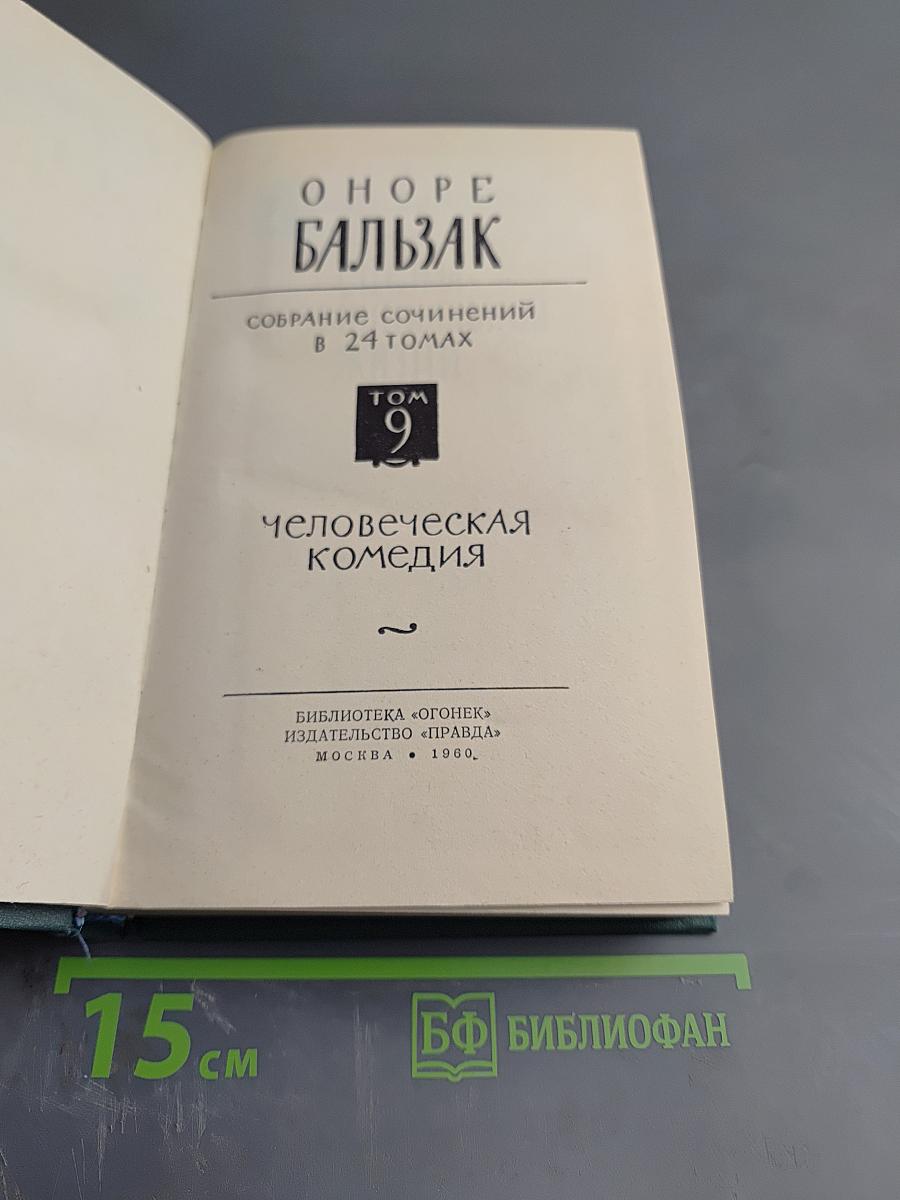 ОНОРЕ
БАЛЬЗАК
СОБРАНИЕ СОЧИНЕНИЙ
В 24 ТОМАХ
ТОМ
9
ЧЕЛОВЕЧЕСКАЯ
КОМЕДИЯ
БИБЛИОТЕКА «ОГОНЕК»
ИЗДАТЕЛЬСТВО «ПРАВДА»
МОСКВА • 1960
15 см
БФ БИБЛИОФАН